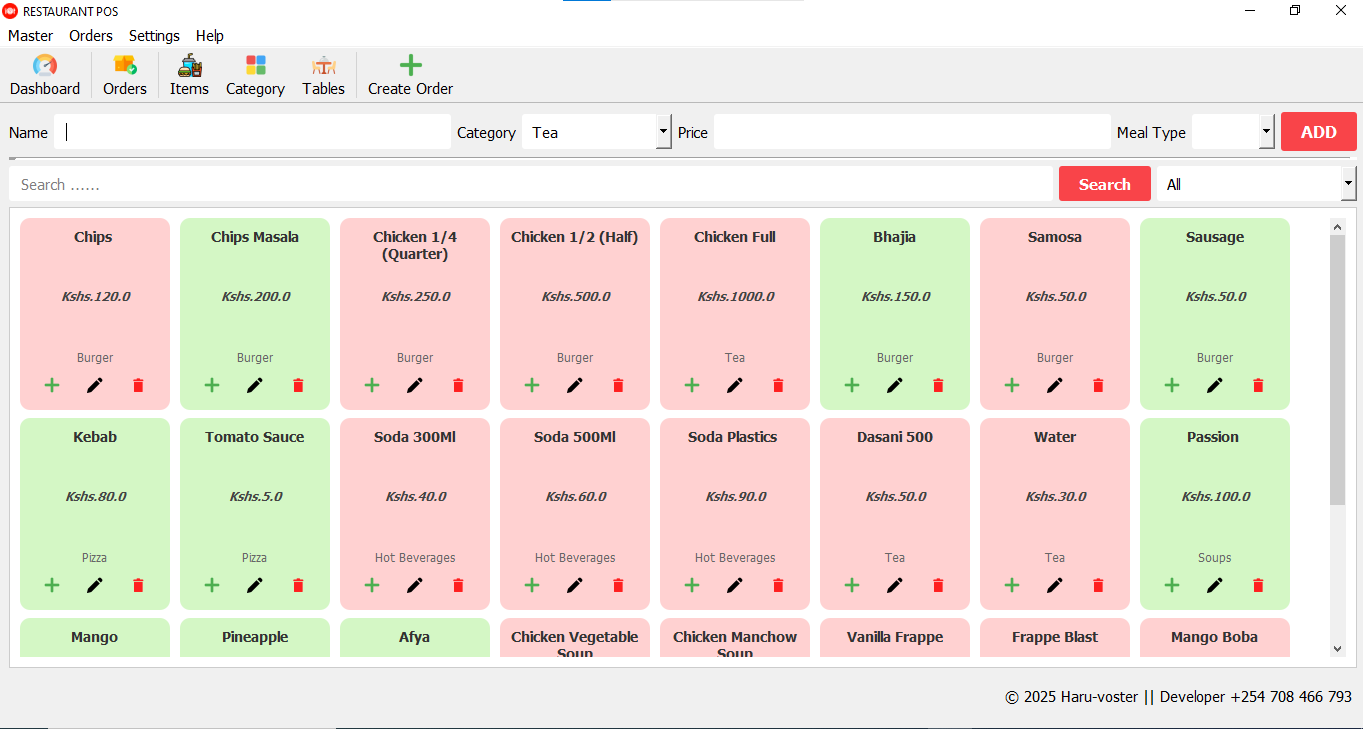 RESTAURANT POS
Master Orders Settings Help
Dashboard Orders Items Category Tables Create Order
Name Category Tea Price Meal Type ADD
Search ...... Search All
Chips Chips Masala Chicken 1/4 (Quarter) Chicken 1/2 (Half) Chicken Full Bhajia Samosa Sausage
Kshs.120.0 Kshs.200.0 Kshs.250.0 Kshs.500.0 Kshs.1000.0 Kshs.150.0 Kshs.50.0 Kshs.50.0
Burger Burger Burger Burger Tea Burger Burger Burger
Kebab Tomato Sauce Soda 300Ml Soda 500Ml Soda Plastics Dasani 500 Water Passion
Kshs.80.0 Kshs.5.0 Kshs.40.0 Kshs.60.0 Kshs.90.0 Kshs.50.0 Kshs.30.0 Kshs.100.0
Pizza Pizza Hot Beverages Hot Beverages Hot Beverages Tea Tea Soups
Mango Pineapple Afya Chicken Vegetable Soup Chicken Manchow Soup Vanilla Frappe Frappe Blast Mango Boba
© 2025 Haru-voster || Developer +254 708 466 793